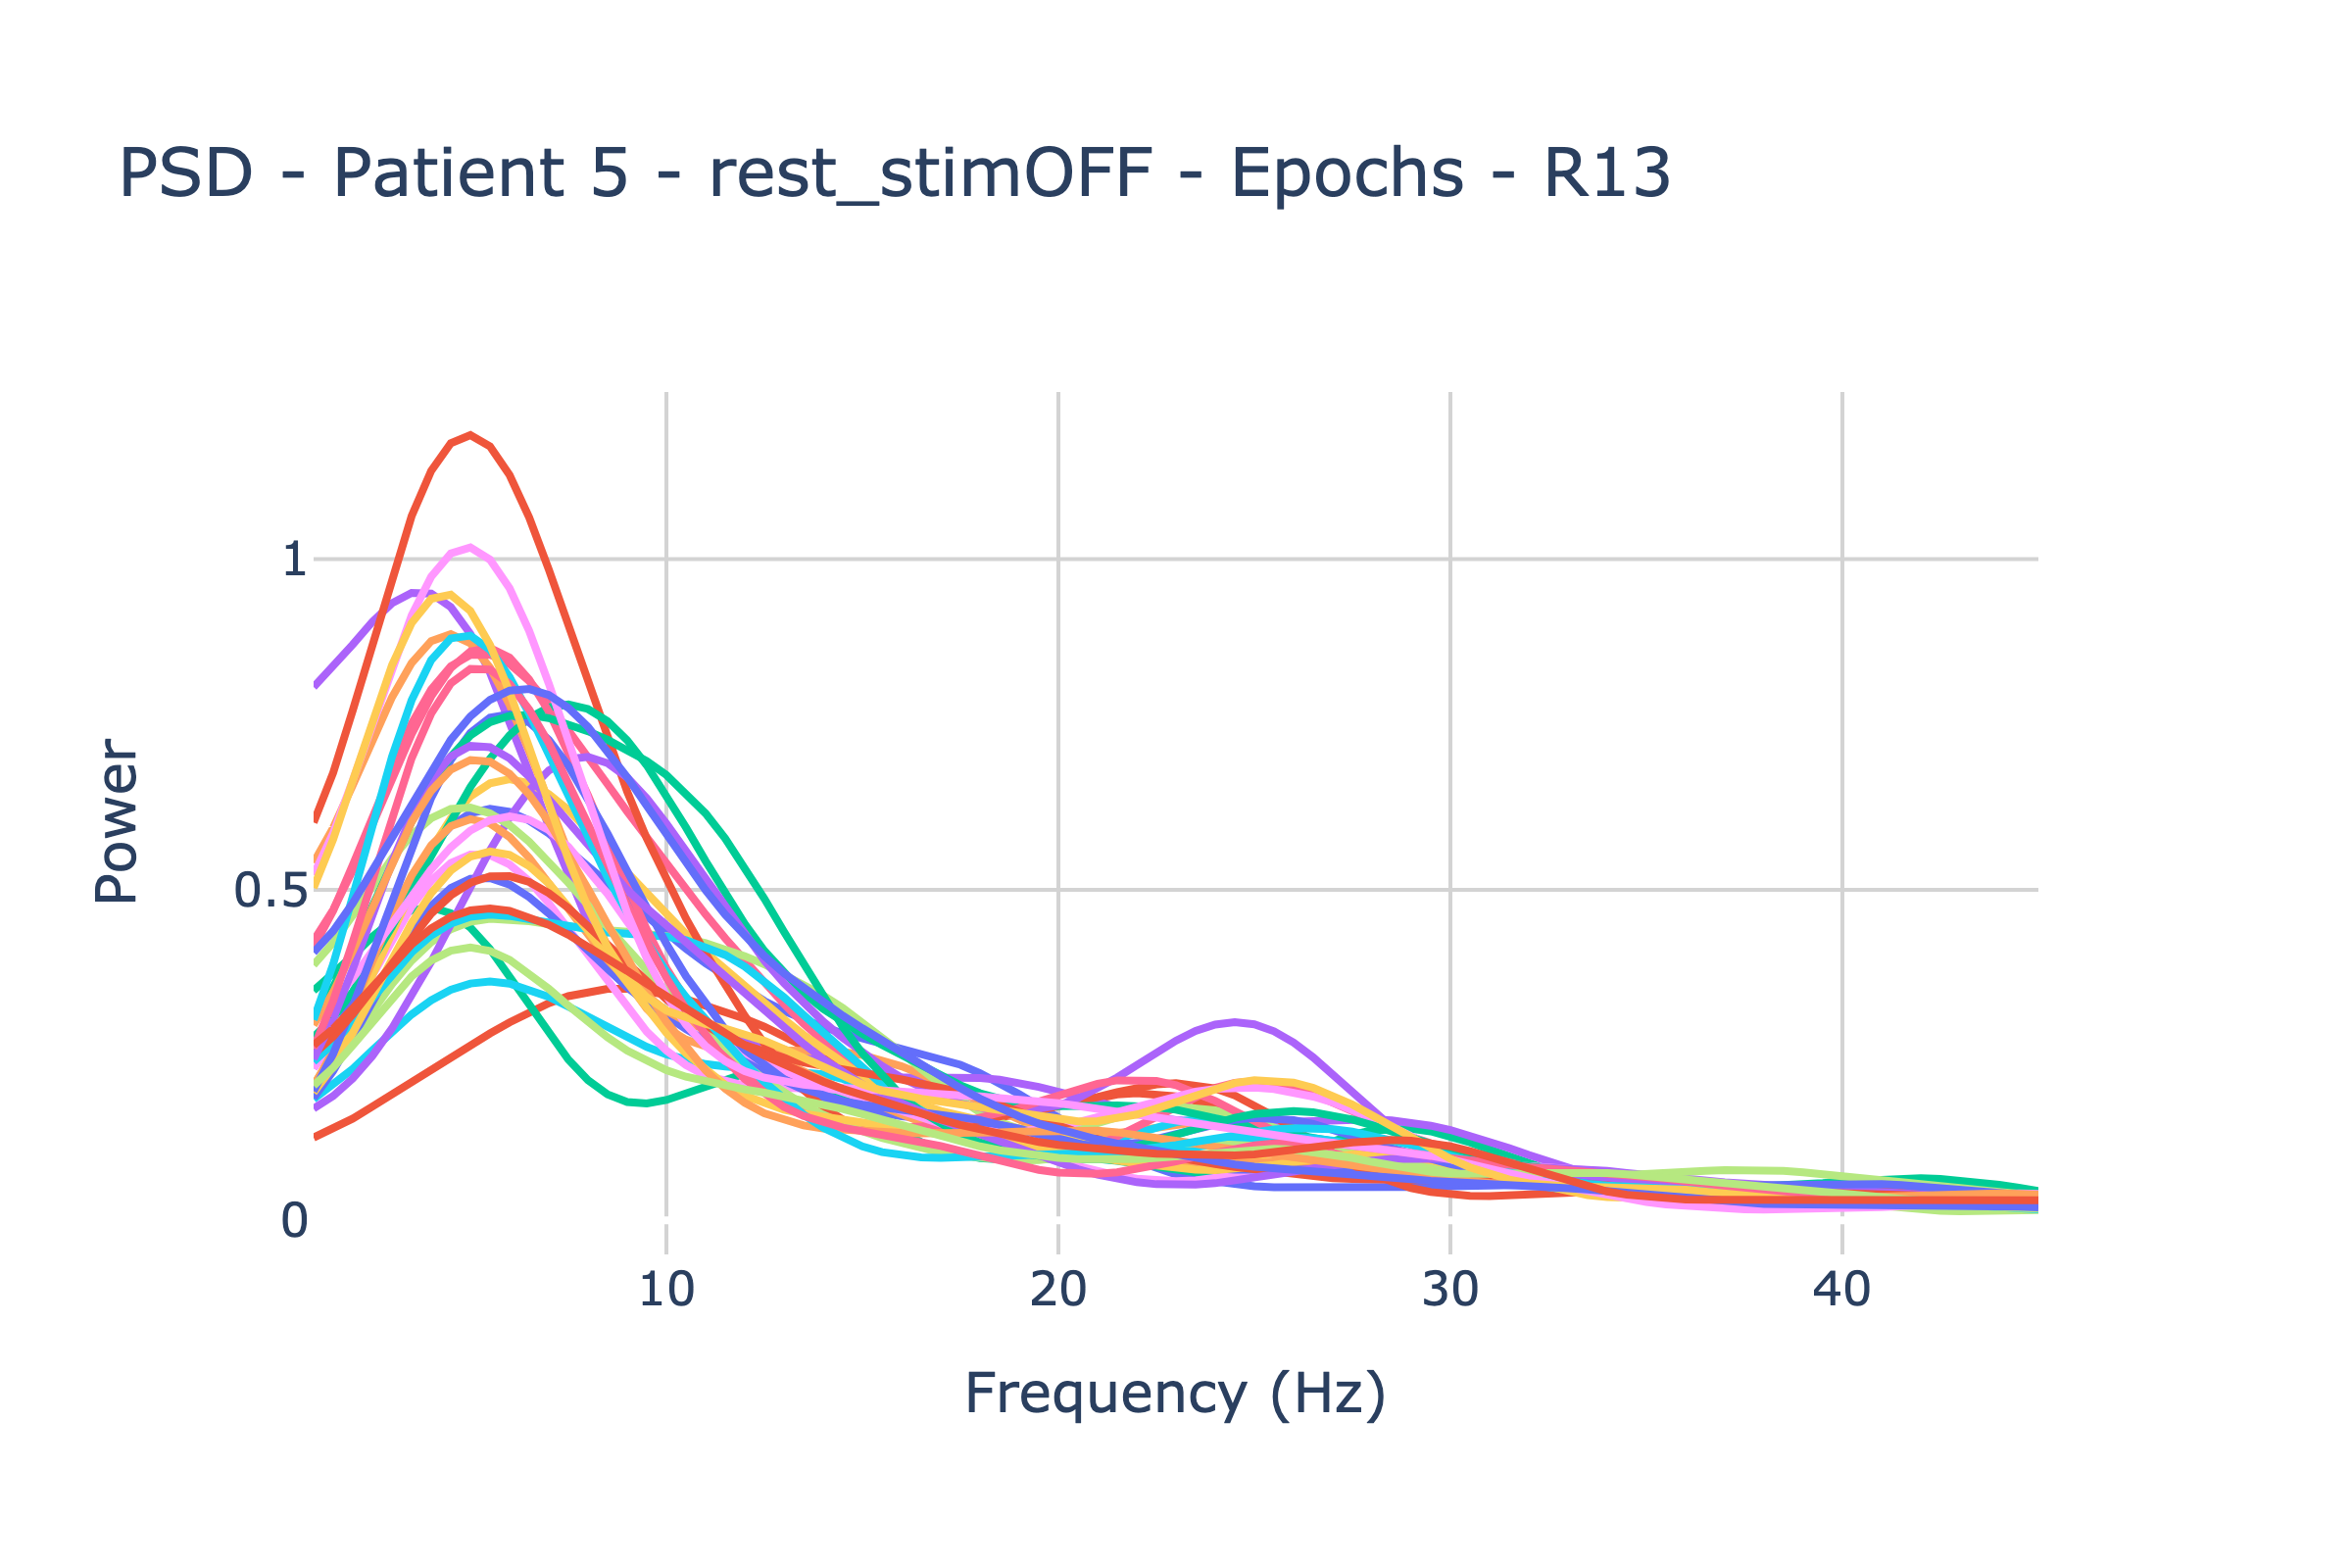 PSD - Patient 5 - rest_stimOFF - Epochs - R13
1
0.5
0
Power
10 20 30 40
Frequency (Hz)